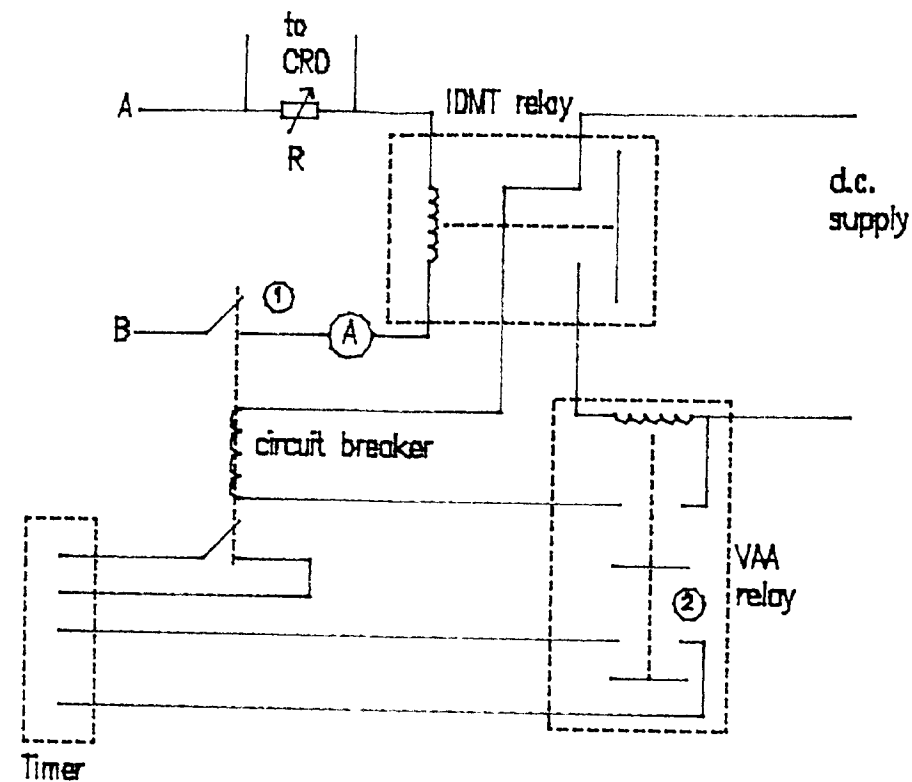 to
CRO
A
R
IDMT relay
d.c.
supply
1
B
A
circuit breaker
VAA
relay
2
Timer